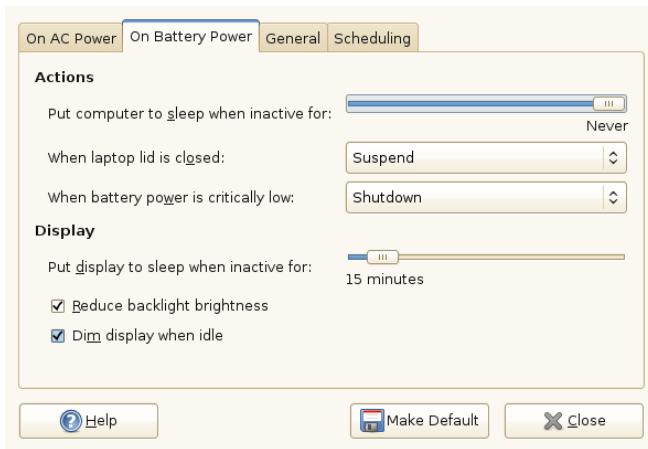 On AC Power On Battery Power General Scheduling
Actions
Put computer to sleep when inactive for:
Never
When laptop lid is closed: Suspend
When battery power is critically low: Shutdown
Display
Put display to sleep when inactive for:
15 minutes
Reduce backlight brightness
Dim display when idle
Help Make Default Close